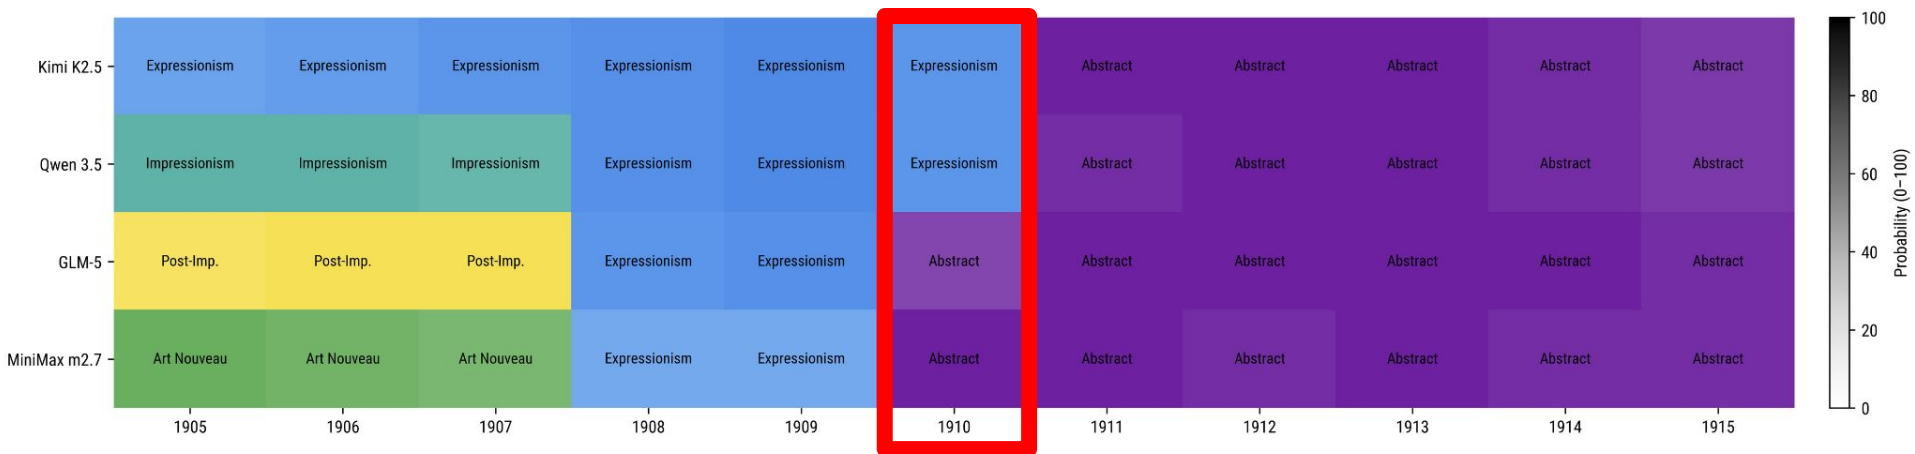 100
Kimi K2.5 Expressionism Expressionism Expressionism Expressionism Expressionism Expressionism Abstract Abstract Abstract Abstract Abstract
80
Qwen 3.5 Impressionism Impressionism Impressionism Expressionism Expressionism Expressionism Abstract Abstract Abstract Abstract Abstract
60
GLM-5 Post-Imp. Post-Imp. Post-Imp. Expressionism Expressionism Abstract Abstract Abstract Abstract Abstract Abstract
40
20
MiniMax m2.7 Art Nouveau Art Nouveau Art Nouveau Expressionism Expressionism Abstract Abstract Abstract Abstract Abstract Abstract
0
1905 1906 1907 1908 1909 1910 1911 1912 1913 1914 1915
Probability (0–100)